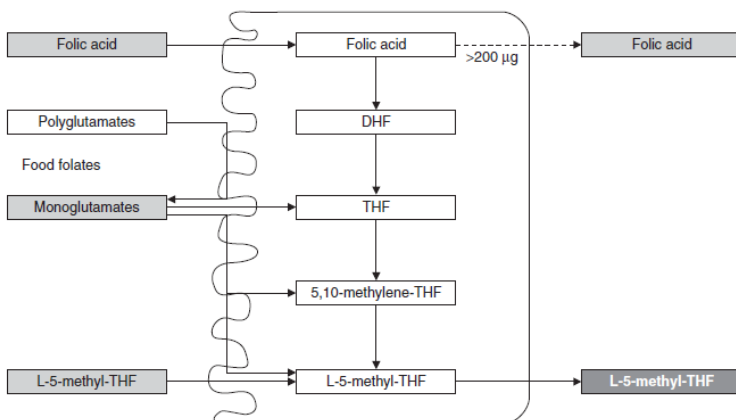 Folic acid
Folic acid
Folic acid
>200 μg
Polyglutamates
DHF
Food folates
Monoglutamates
THF
5,10-methylene-THF
L-5-methyl-THF
L-5-methyl-THF
L-5-methyl-THF